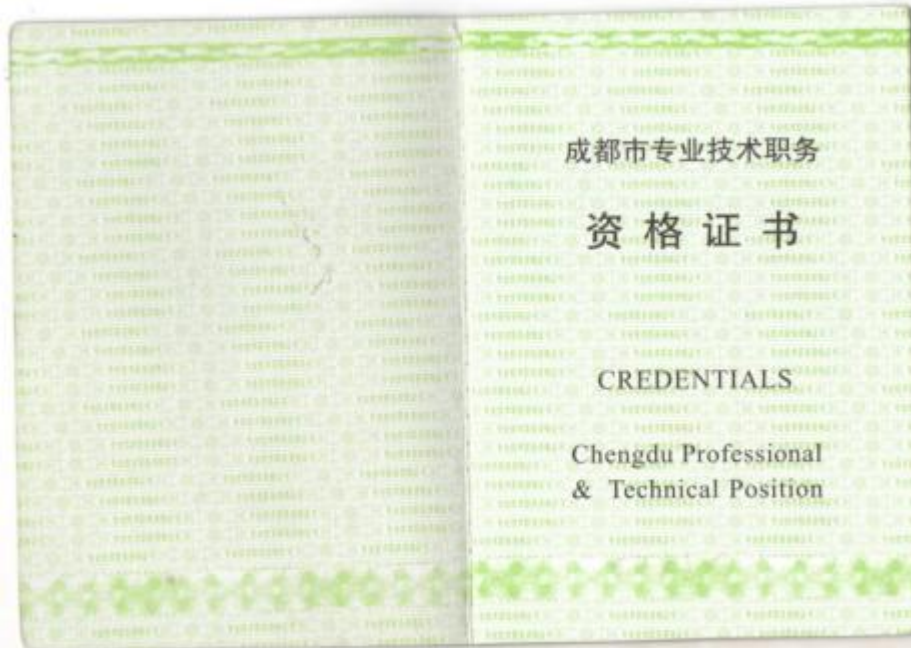 成都市专业技术职务
资格证书
CREDENTIALS
Chengdu Professional
& Technical Position